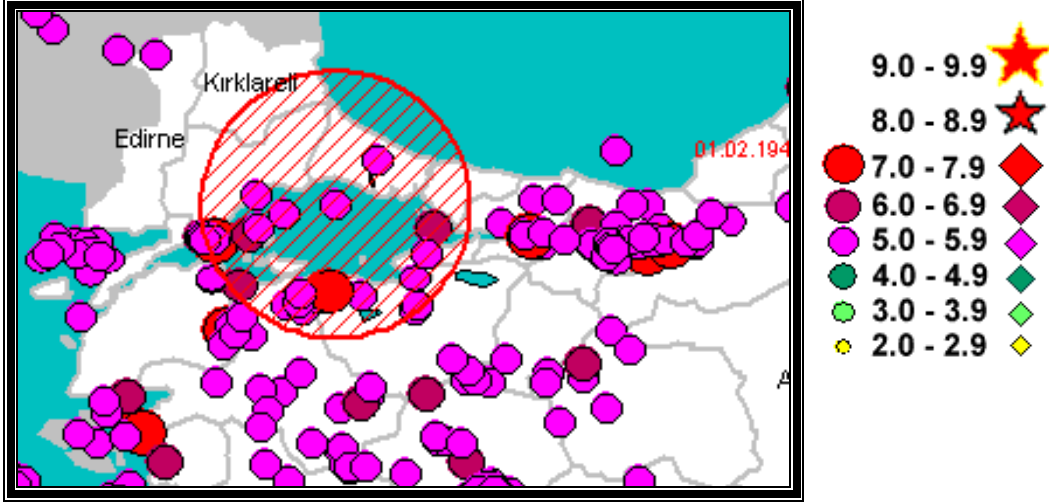 Kırklareli
Edirne
01.02.194
A
9.0 - 9.9
8.0 - 8.9
7.0 - 7.9
6.0 - 6.9
5.0 - 5.9
4.0 - 4.9
3.0 - 3.9
2.0 - 2.9